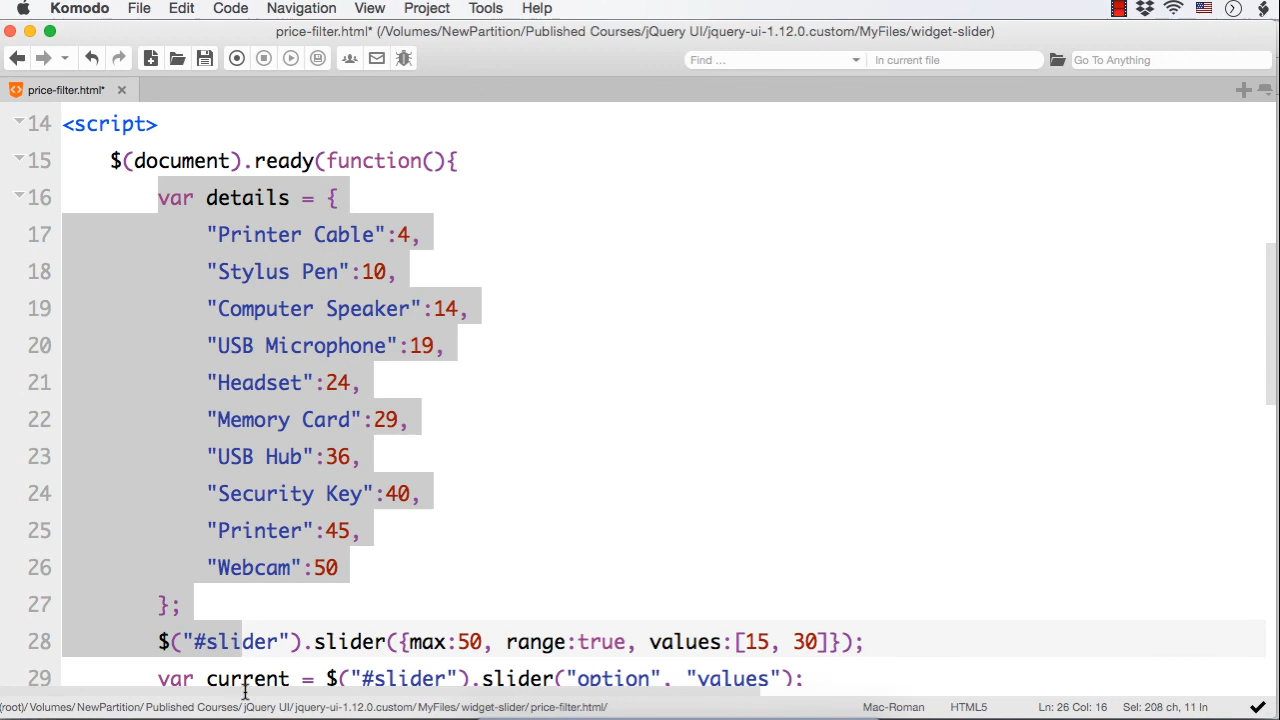 Komodo File Edit Code Navigation View Project Tools Help
price-filter.html* (/Volumes/NewPartition/Published Courses/jQuery UI/jquery-ui-1.12.0.custom/MyFiles/widget-slider)
Find ... In current file Go To Anything
price-filter.html*
14 <script>
15 $(document).ready(function(){
16 var details = {
17 "Printer Cable":4,
18 "Stylus Pen":10,
19 "Computer Speaker":14,
20 "USB Microphone":19,
21 "Headset":24,
22 "Memory Card":29,
23 "USB Hub":36,
24 "Security Key":40,
25 "Printer":45,
26 "Webcam":50
27 };
28 $("#slider").slider({max:50, range:true, values:[15, 30]});
29 var current = $("#slider").slider("option", "values");
(root)/Volumes/NewPartition/Published Courses/jQuery UI/jquery-ui-1.12.0.custom/MyFiles/widget-slider/price-filter.html/ Mac-Roman HTML5 Ln: 26 Col: 16 Sel: 208 ch, 11 ln